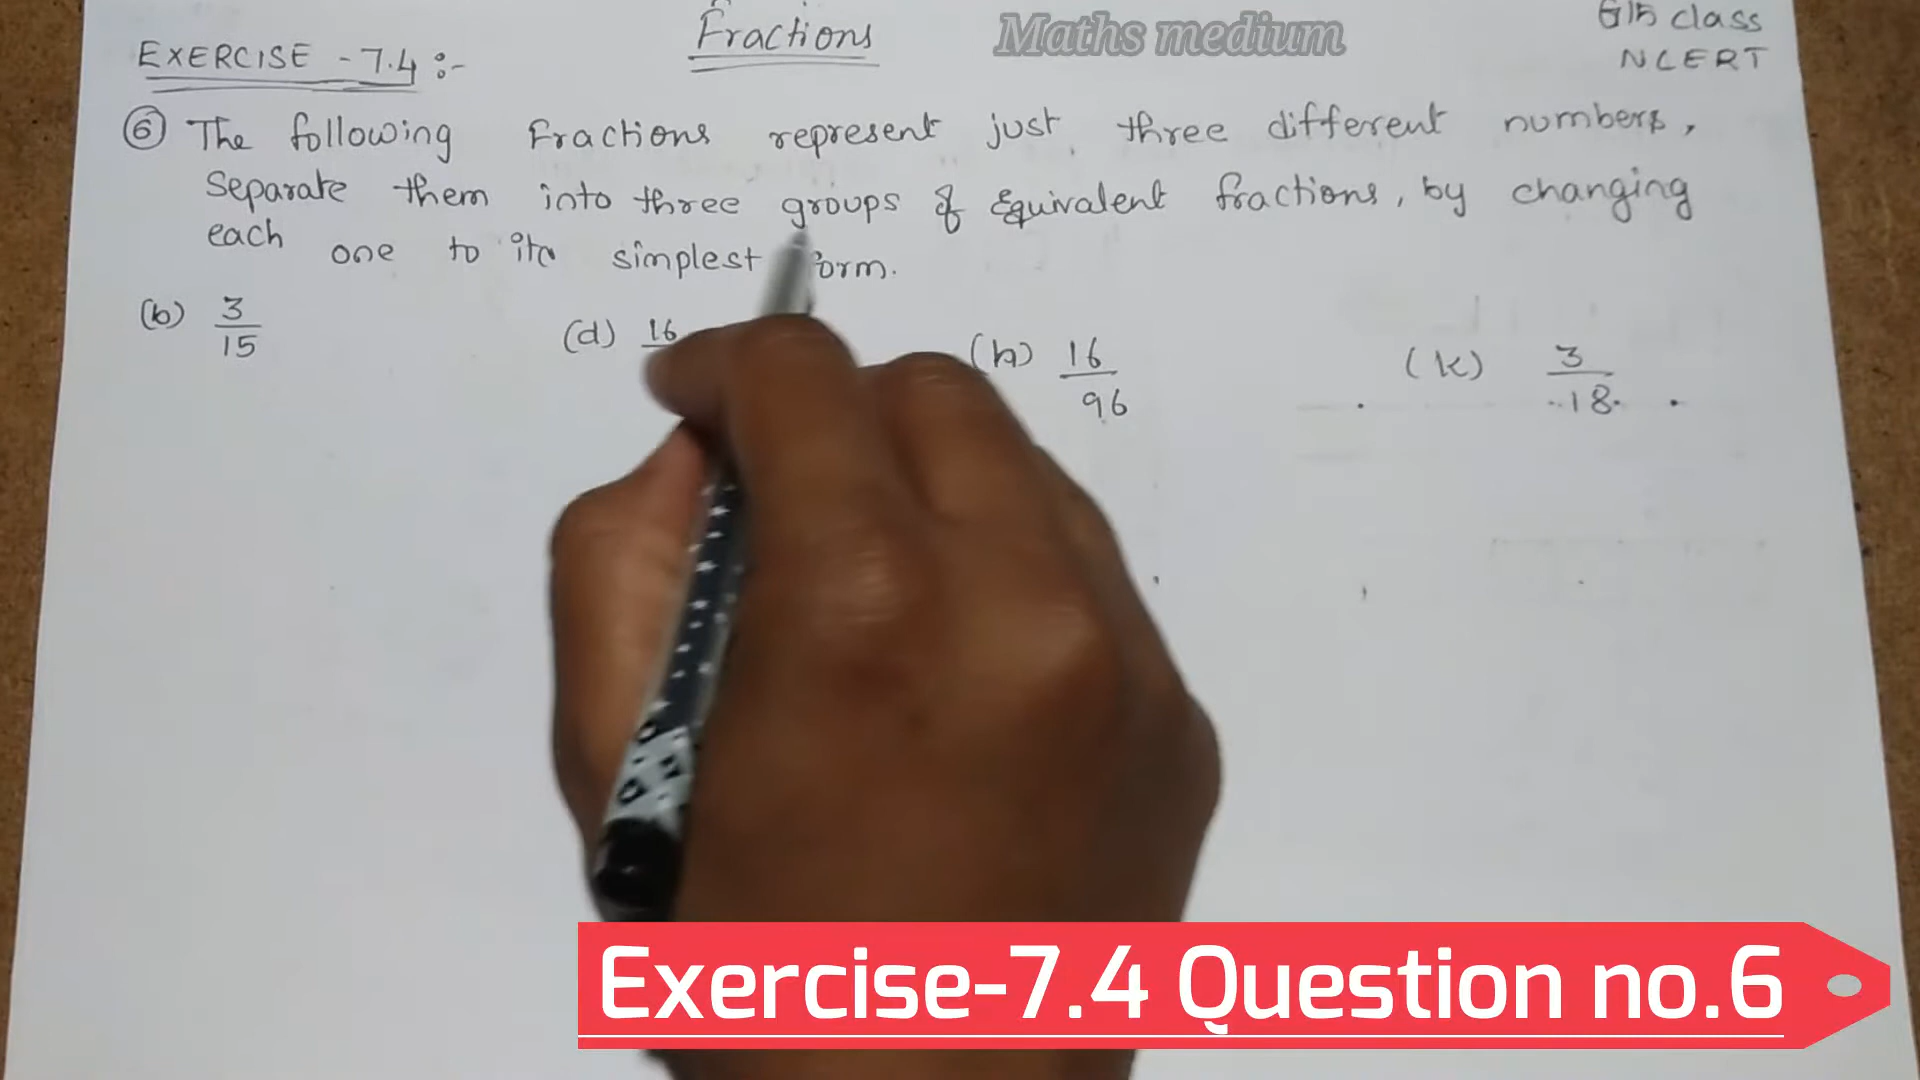 Fractions
Maths medium
6th class
NCERT
EXERCISE - 7.4 :-
⑥ The following Fractions represent just three different numbers,
Separate them into three groups of Equivalent fractions, by changing
each one to its simplest form.
(b) 3/15 (d) 16 (h) 16/96 (k) 3/18.
Exercise-7.4 Question no.6